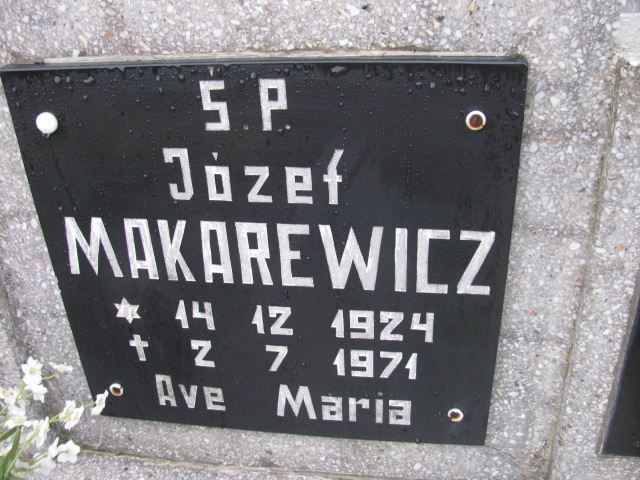 S P
Józef
MAKAREWICZ
* 14 12 1924
† 2 7 1971
Ave Maria